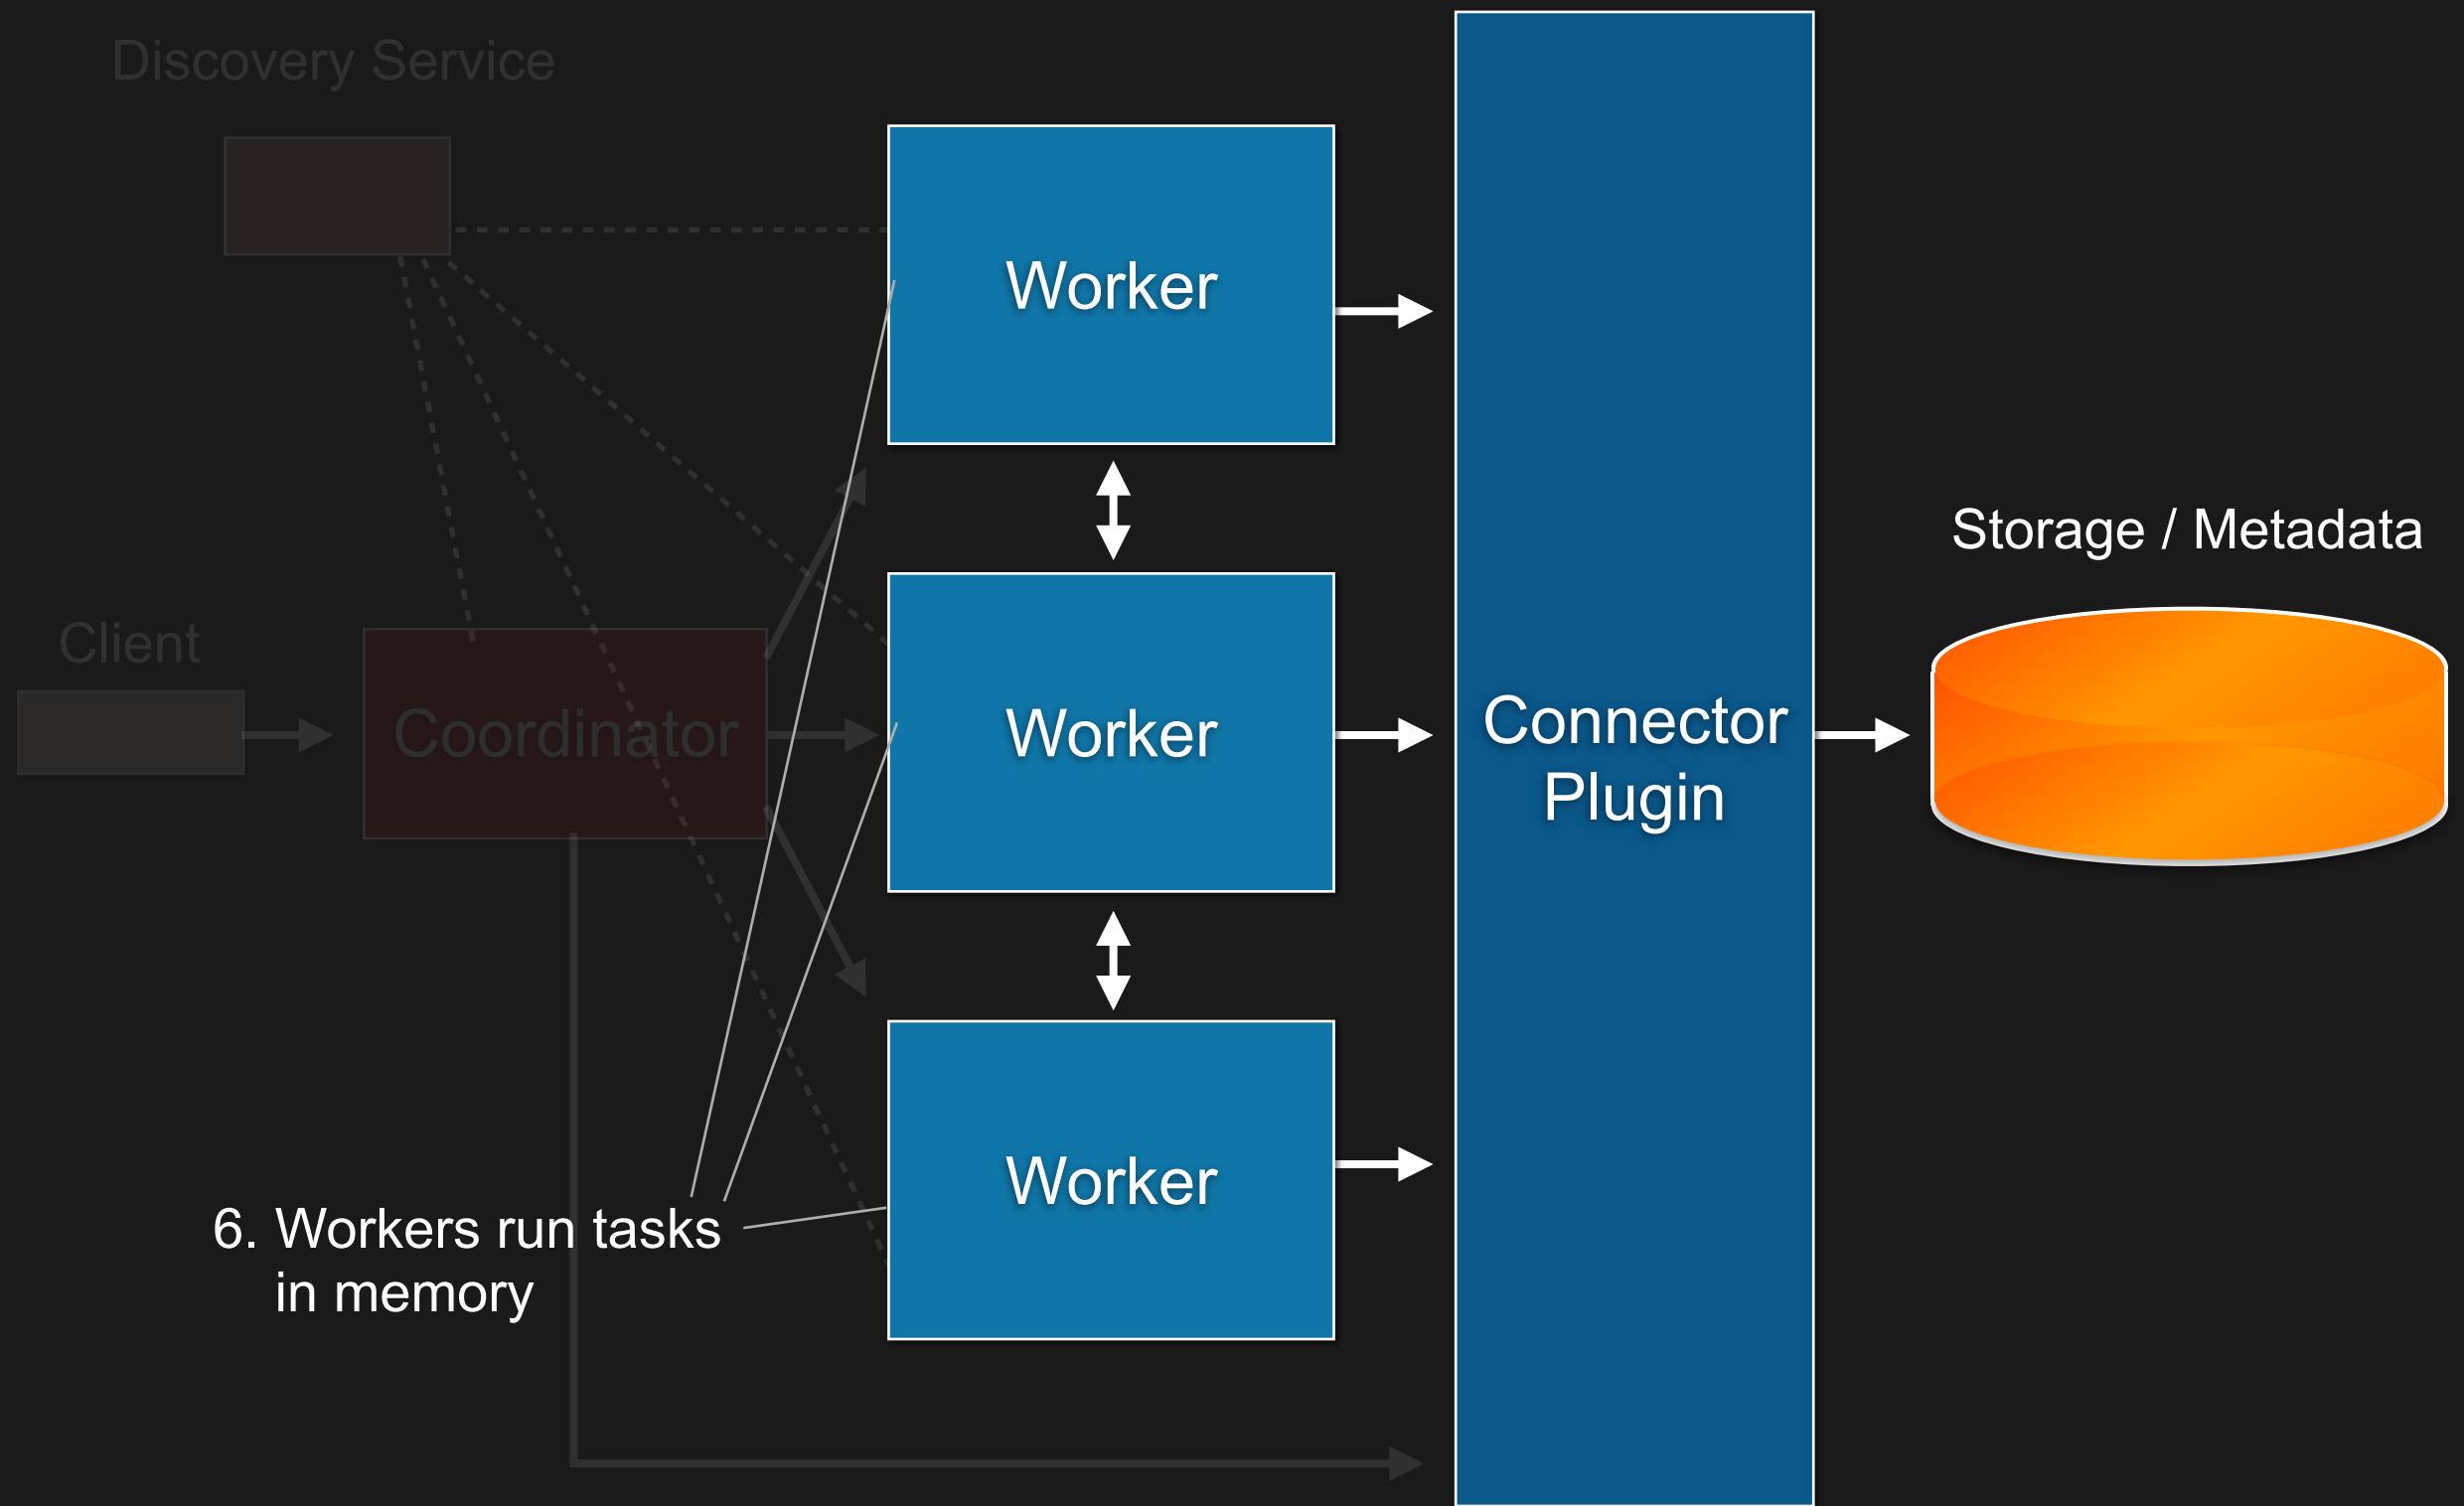 Discovery Service
Worker
Storage / Metadata
Client
Coordinator
Worker
Connector
Plugin
Worker
6. Workers run tasks
in memory